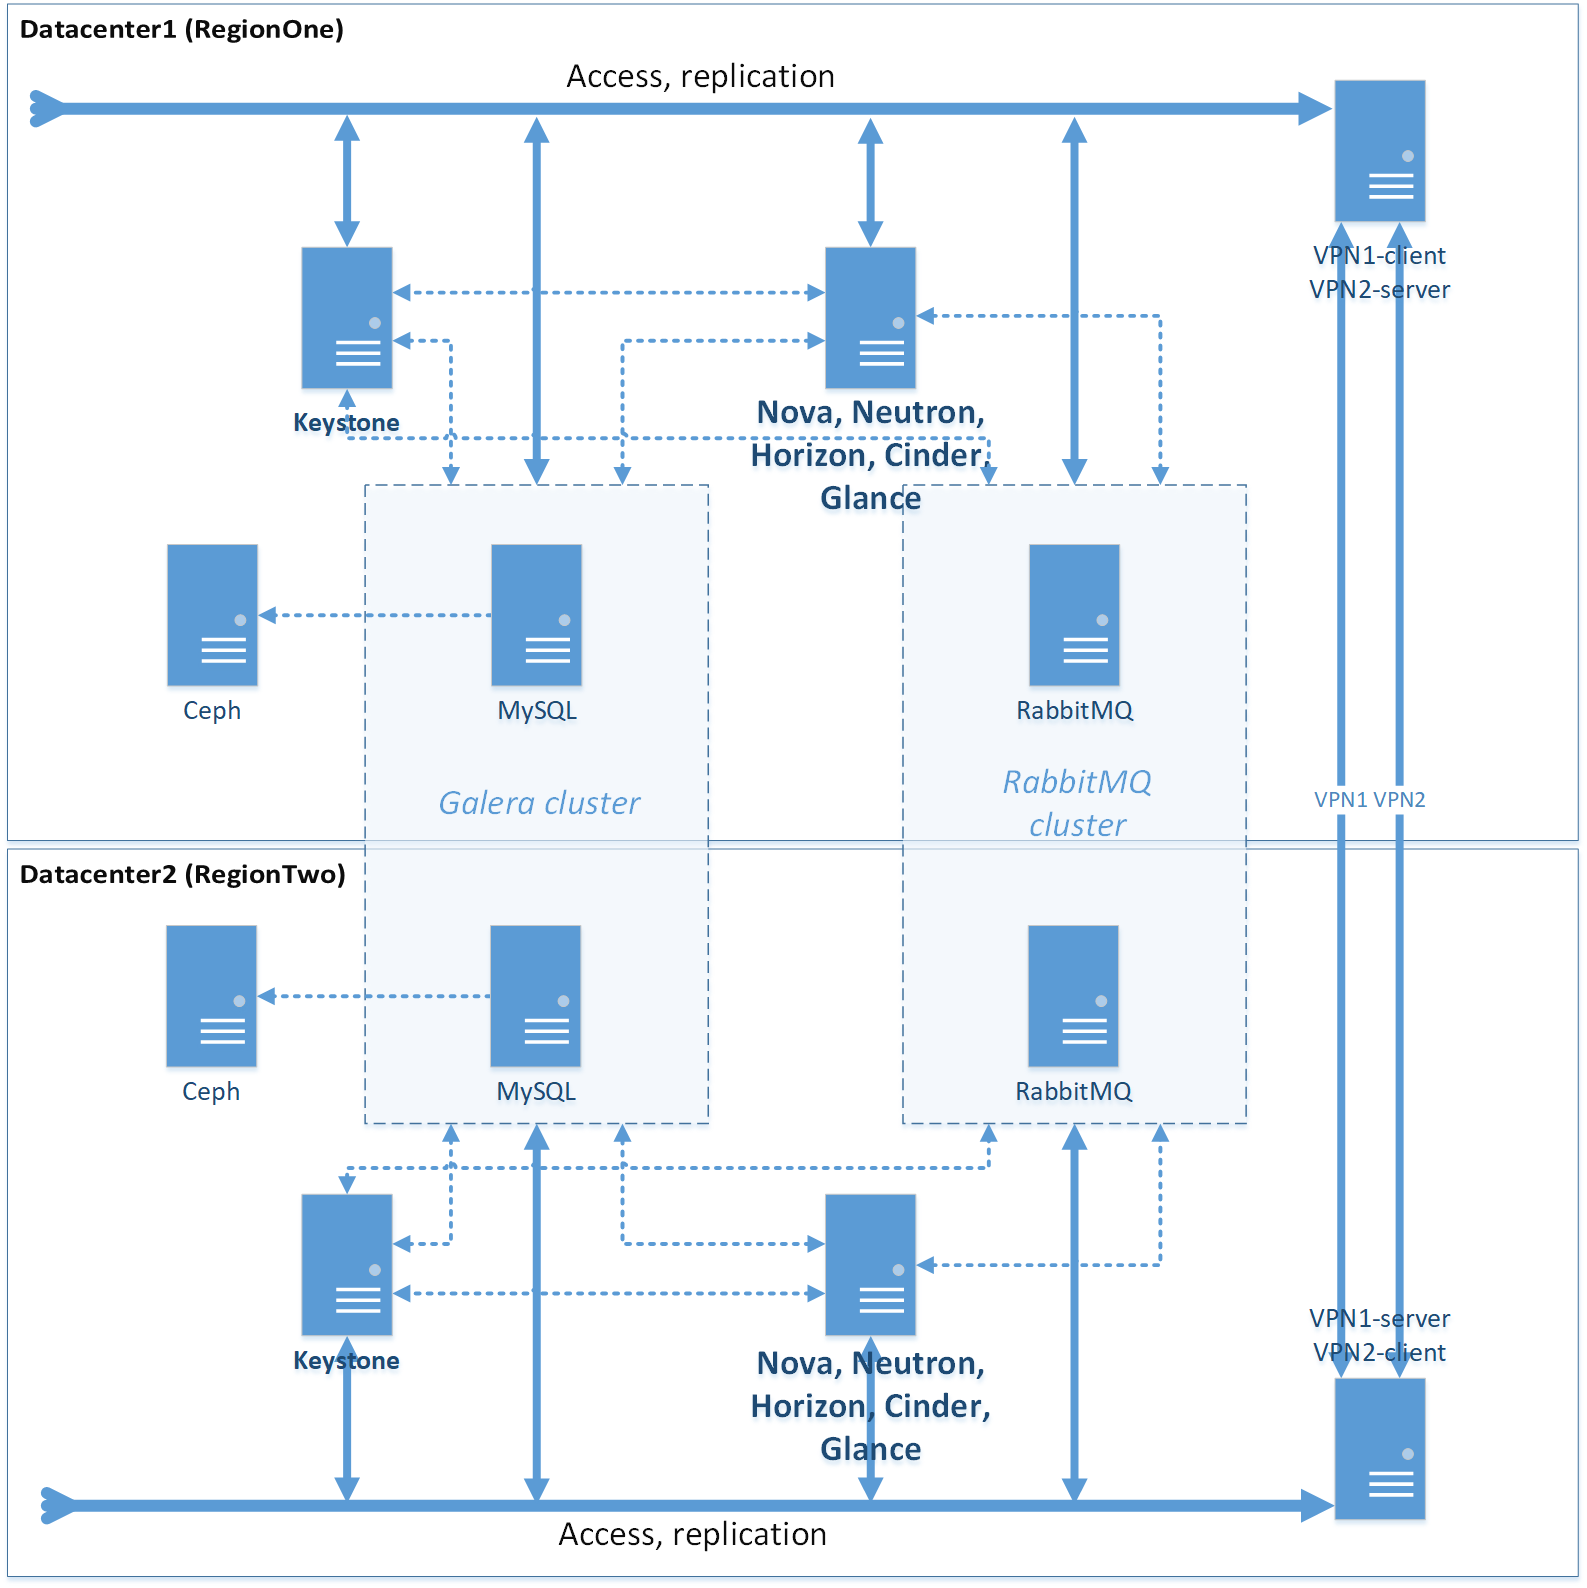 Datacenter1 (RegionOne)
Access, replication
VPN1-client
VPN2-server
Keystone
Nova, Neutron,
Horizon, Cinder,
Glance
Ceph
MySQL
RabbitMQ
Galera cluster
RabbitMQ
cluster
VPN1 VPN2
Datacenter2 (RegionTwo)
Ceph
MySQL
RabbitMQ
VPN1-server
VPN2-client
Keystone
Nova, Neutron,
Horizon, Cinder,
Glance
Access, replication